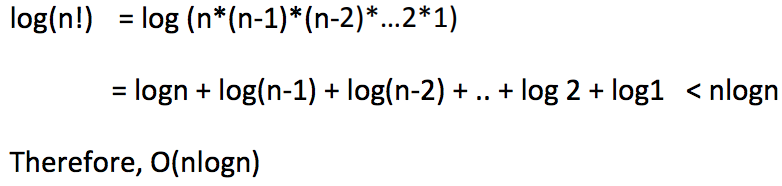 log(n!) = log (n*(n-1)*(n-2)*...2*1)
= logn + log(n-1) + log(n-2) + .. + log 2 + log1 < nlogn
Therefore, O(nlogn)